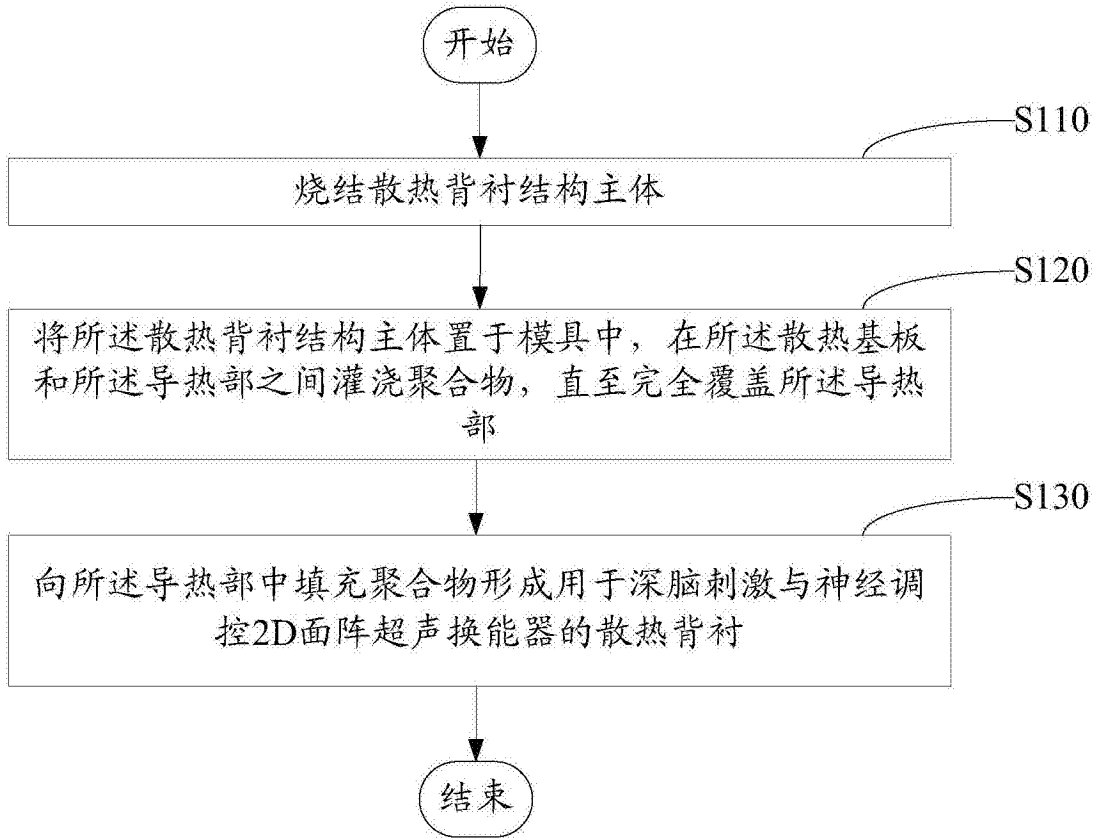 开始
S110
烧结散热背衬结构主体
S120
将所述散热背衬结构主体置于模具中，在所述散热基板
和所述导热部之间灌浇聚合物，直至完全覆盖所述导热
部
S130
向所述导热部中填充聚合物形成用于深脑刺激与神经调
控2D面阵超声换能器的散热背衬
结束